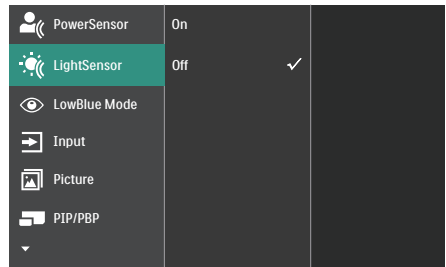 PowerSensor
On
LightSensor
Off
LowBlue Mode
Input
Picture
PIP/PBP